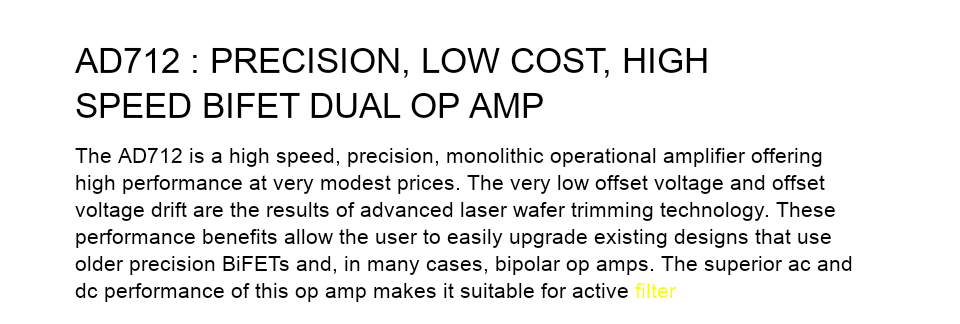 AD712 : PRECISION, LOW COST, HIGH
SPEED BIFET DUAL OP AMP
The AD712 is a high speed, precision, monolithic operational amplifier offering
high performance at very modest prices. The very low offset voltage and offset
voltage drift are the results of advanced laser wafer trimming technology. These
performance benefits allow the user to easily upgrade existing designs that use
older precision BiFETs and, in many cases, bipolar op amps. The superior ac and
dc performance of this op amp makes it suitable for active filter